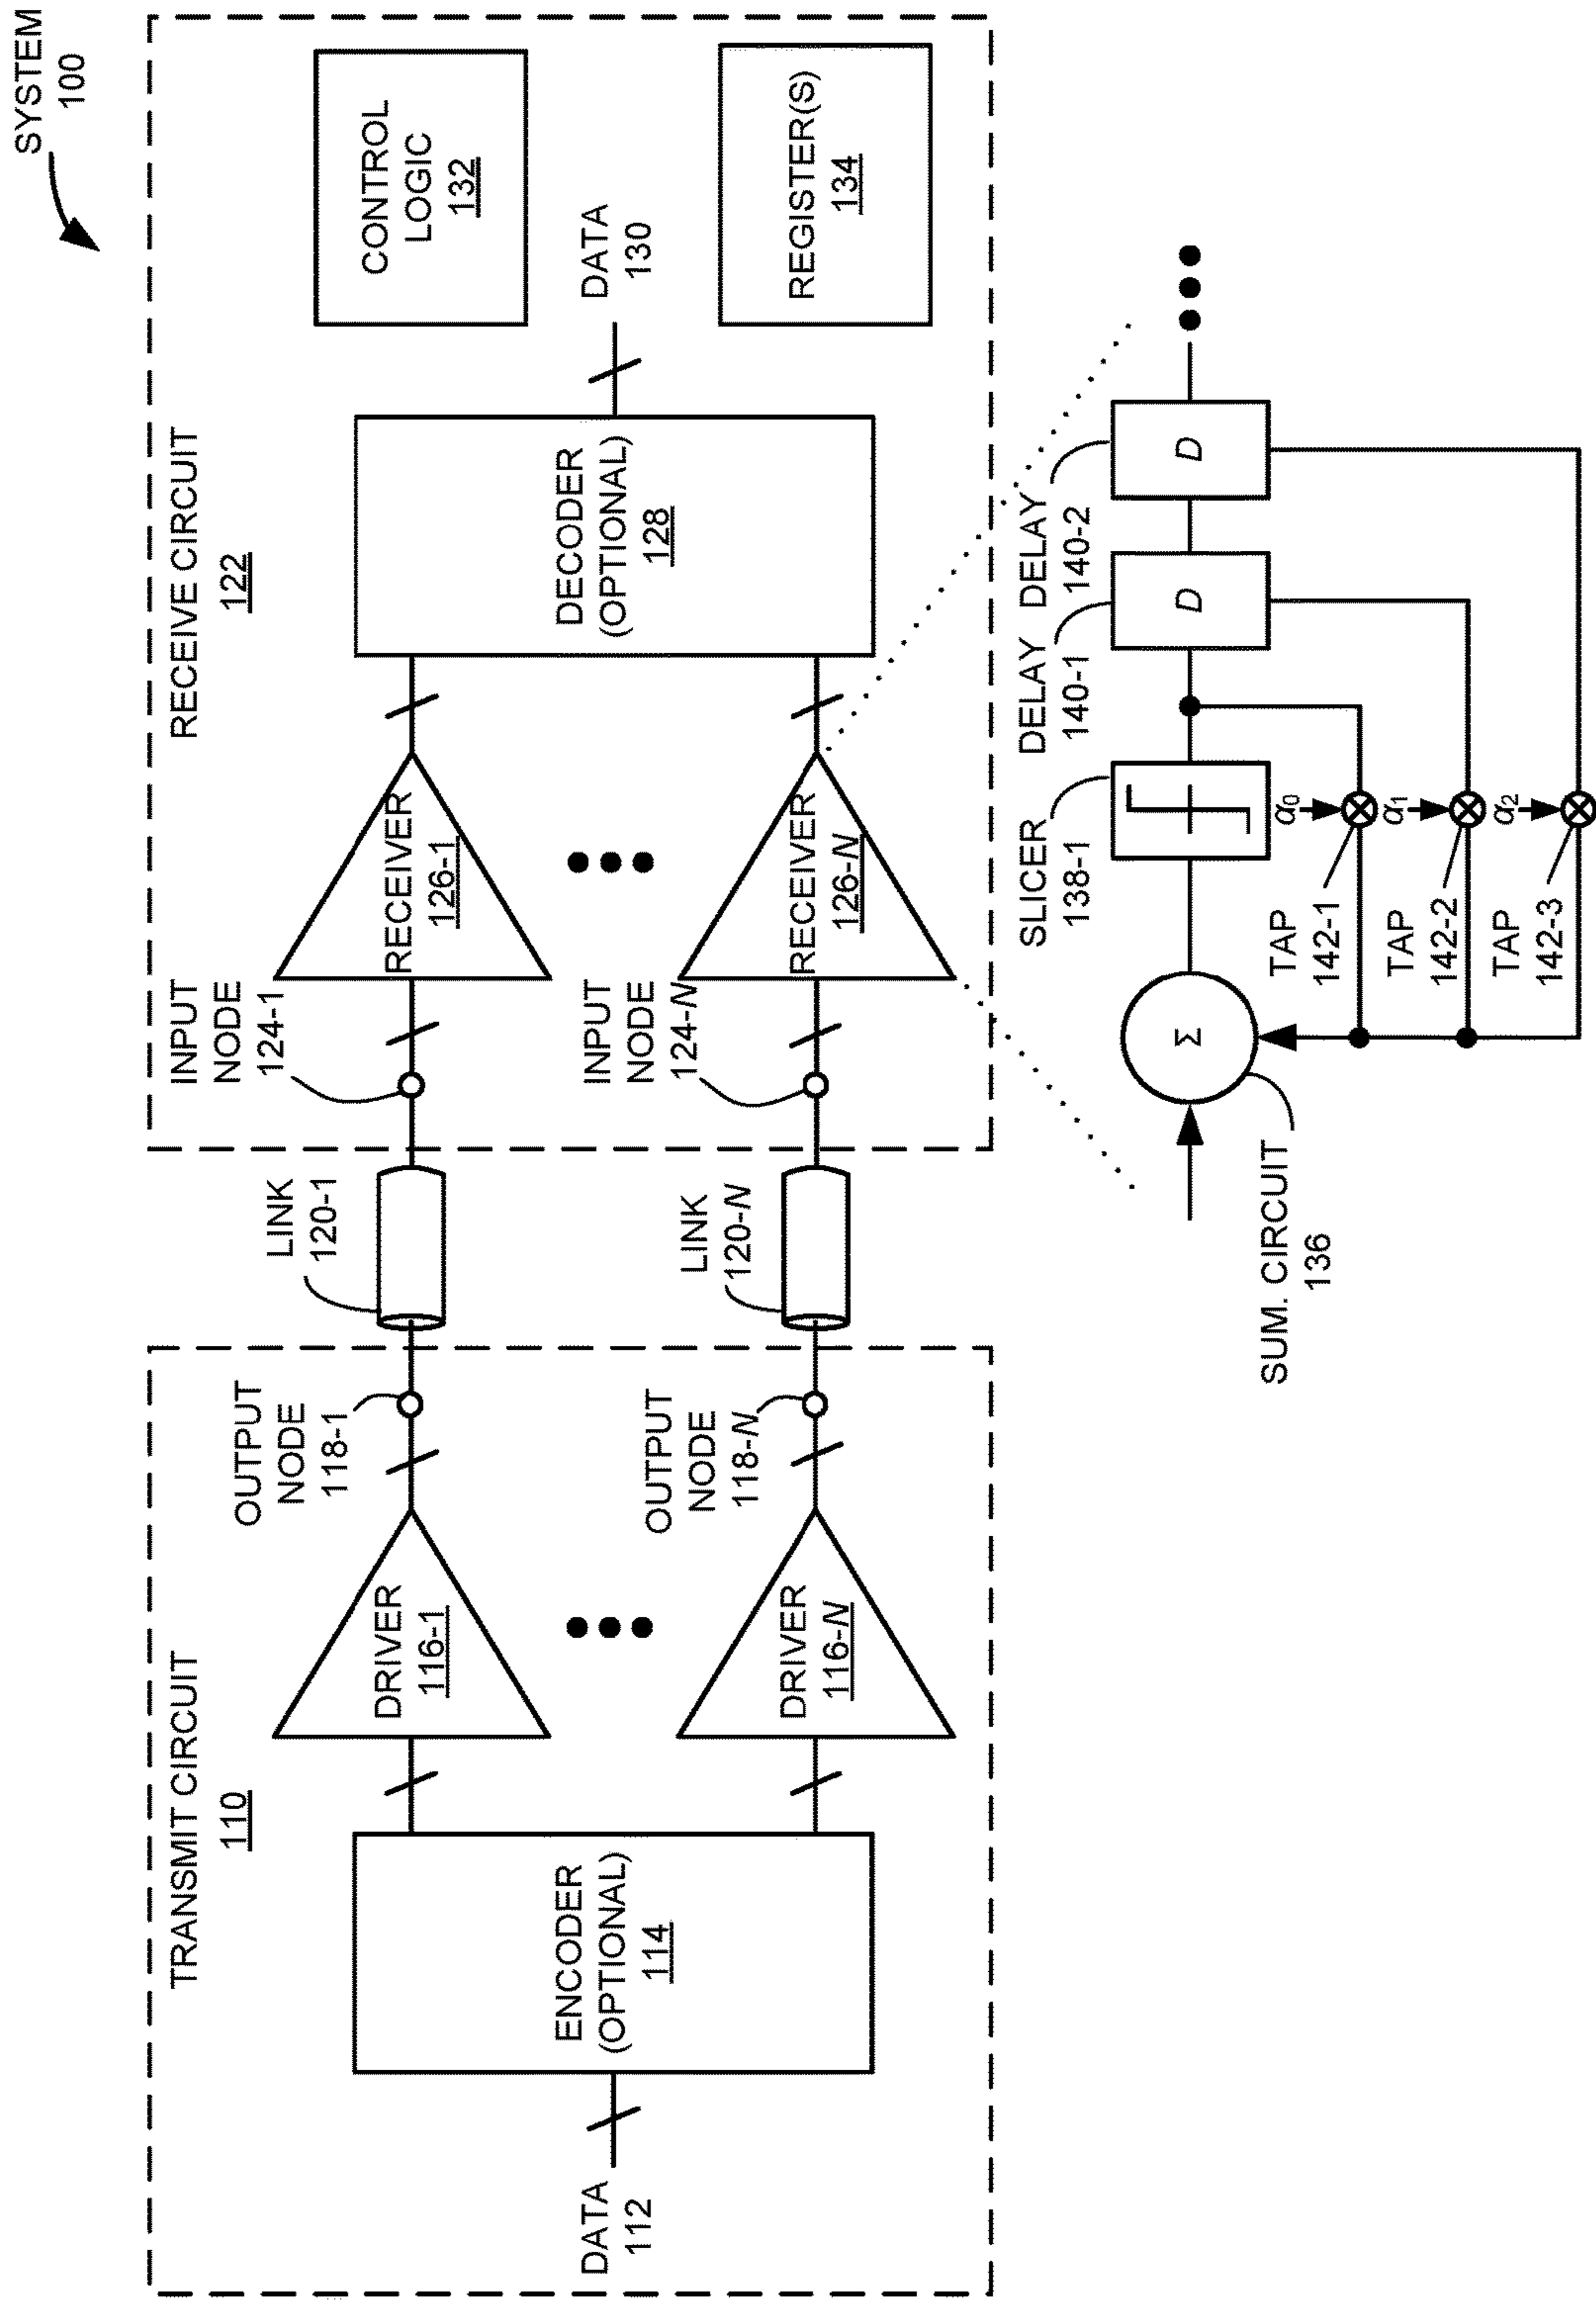 SYSTEM
100
TRANSMIT CIRCUIT
110
DATA
112
ENCODER
(OPTIONAL)
114
DRIVER
116-1
DRIVER
116-N
OUTPUT
NODE
118-1
OUTPUT
NODE
118-N
LINK
120-1
LINK
120-N
RECEIVE CIRCUIT
122
INPUT
NODE
124-1
INPUT
NODE
124-N
RECEIVER
126-1
RECEIVER
126-N
DECODER
(OPTIONAL)
128
DATA
130
CONTROL
LOGIC
132
REGISTER(S)
134
SUM. CIRCUIT
136
Σ
SLICER
138-1
DELAY
140-1
D
DELAY
140-2
D
α0
TAP
142-1
α1
TAP
142-2
α2
TAP
142-3